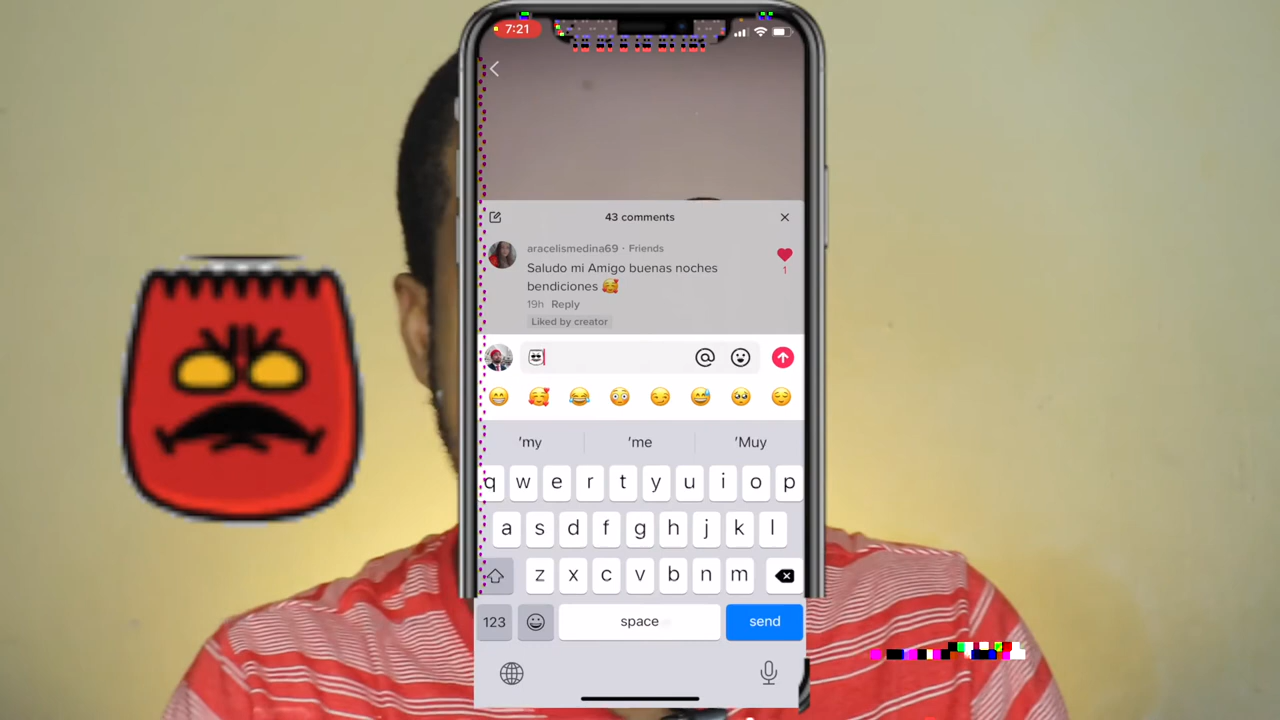 7:21
43 comments
aracelismedina69 · Friends
Saludo mi Amigo buenas noches
bendiciones 🥰
1
19h Reply
Liked by creator
😁 🥰 😂 😳 😏 😅 🥺 😌
'my 'me 'Muy
q w e r t y u i o p
a s d f g h j k l
z x c v b n m
123 space send